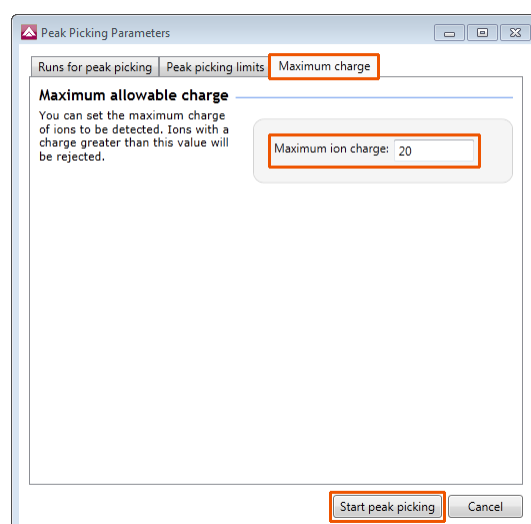 Peak Picking Parameters
Runs for peak picking Peak picking limits Maximum charge
Maximum allowable charge
You can set the maximum charge
of ions to be detected. Ions with a
charge greater than this value will
be rejected.
Maximum ion charge: 20
Start peak picking Cancel